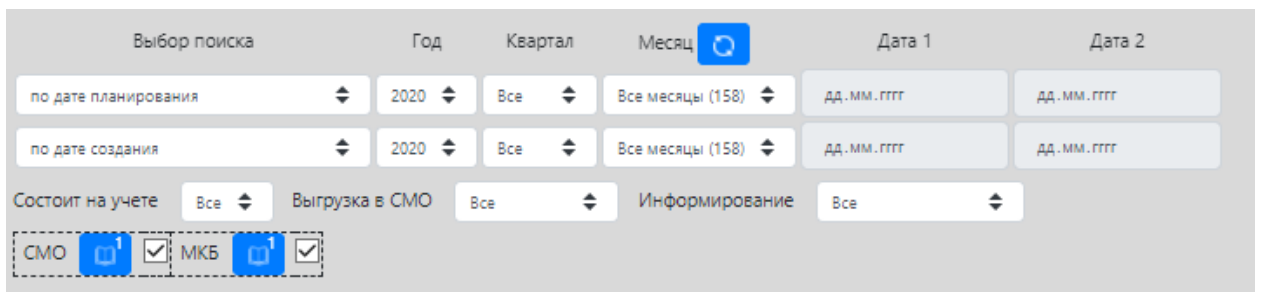 Выбор поиска Год Квартал Месяц Дата 1 Дата 2
по дате планирования 2020 Все Все месяцы (158) дд.мм.гггг дд.мм.гггг
по дате создания 2020 Все Все месяцы (158) дд.мм.гггг дд.мм.гггг
Состоит на учете Все Выгрузка в СМО Все Информирование Все
СМО 1 МКБ 1